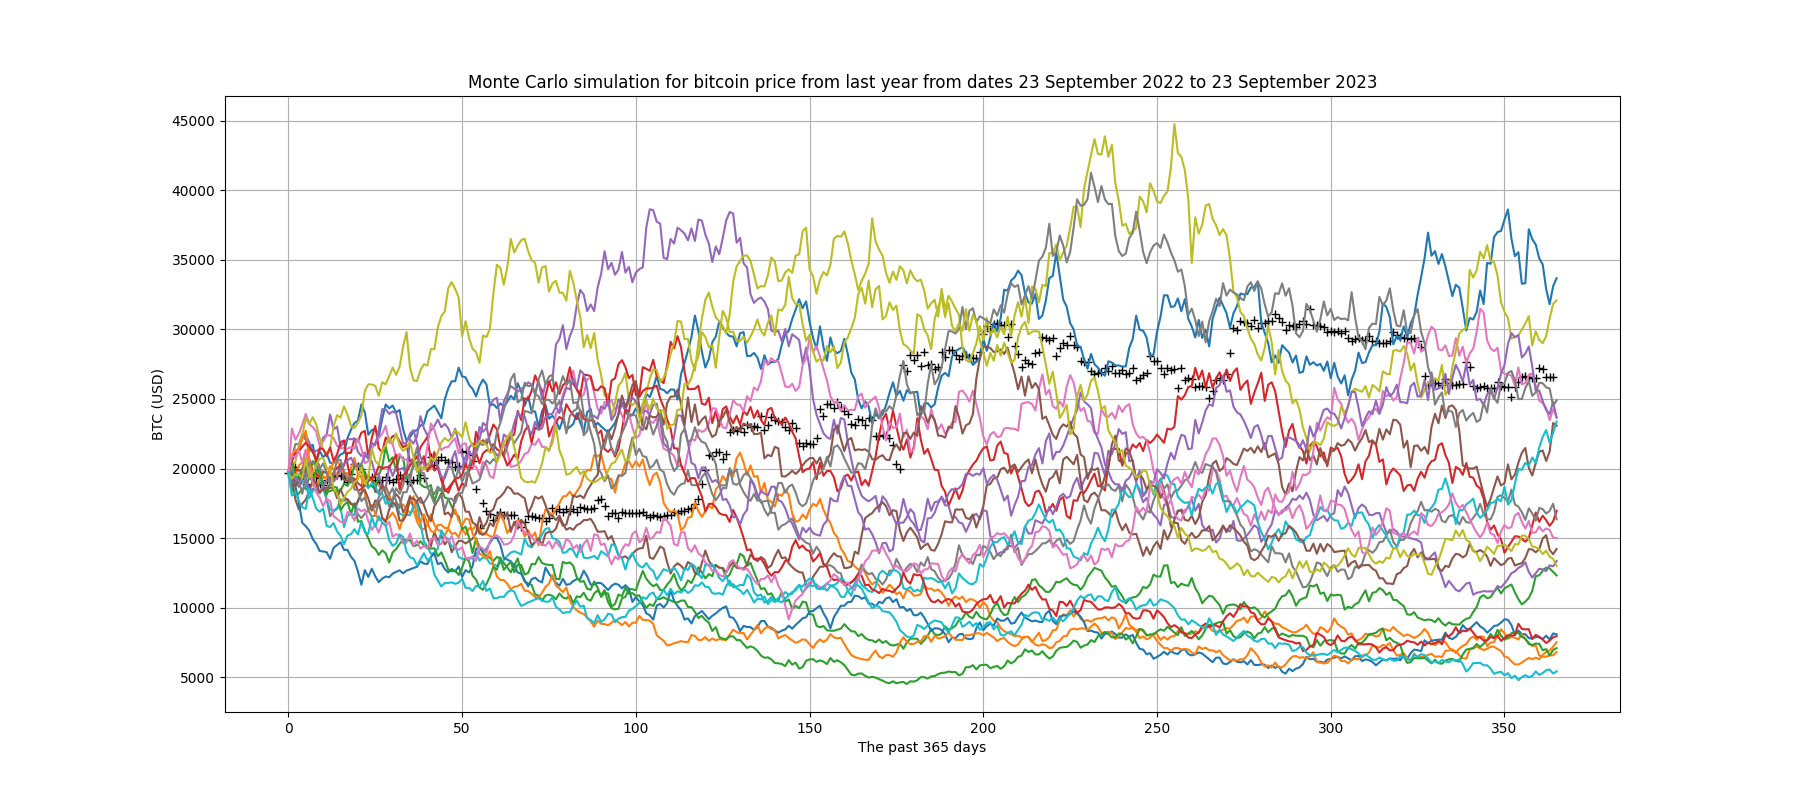 Monte Carlo simulation for bitcoin price from last year from dates 23 September 2022 to 23 September 2023
45000
40000
35000
30000
25000
20000
15000
10000
5000
BTC (USD)
0 50 100 150 200 250 300 350
The past 365 days